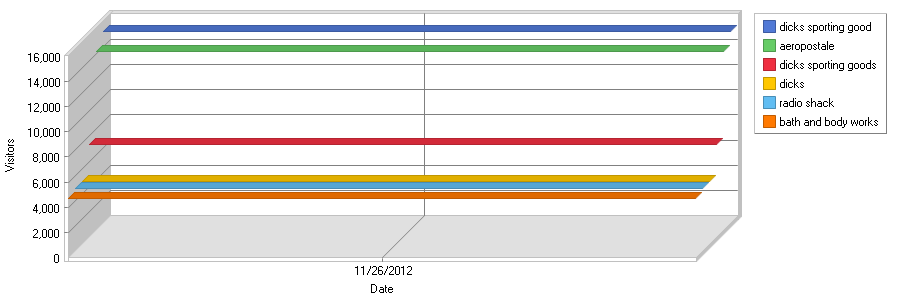 16,000
14,000
12,000
10,000
8,000
6,000
4,000
2,000
0
Visitors
11/26/2012
Date
dicks sporting good
aeropostale
dicks sporting goods
dicks
radio shack
bath and body works